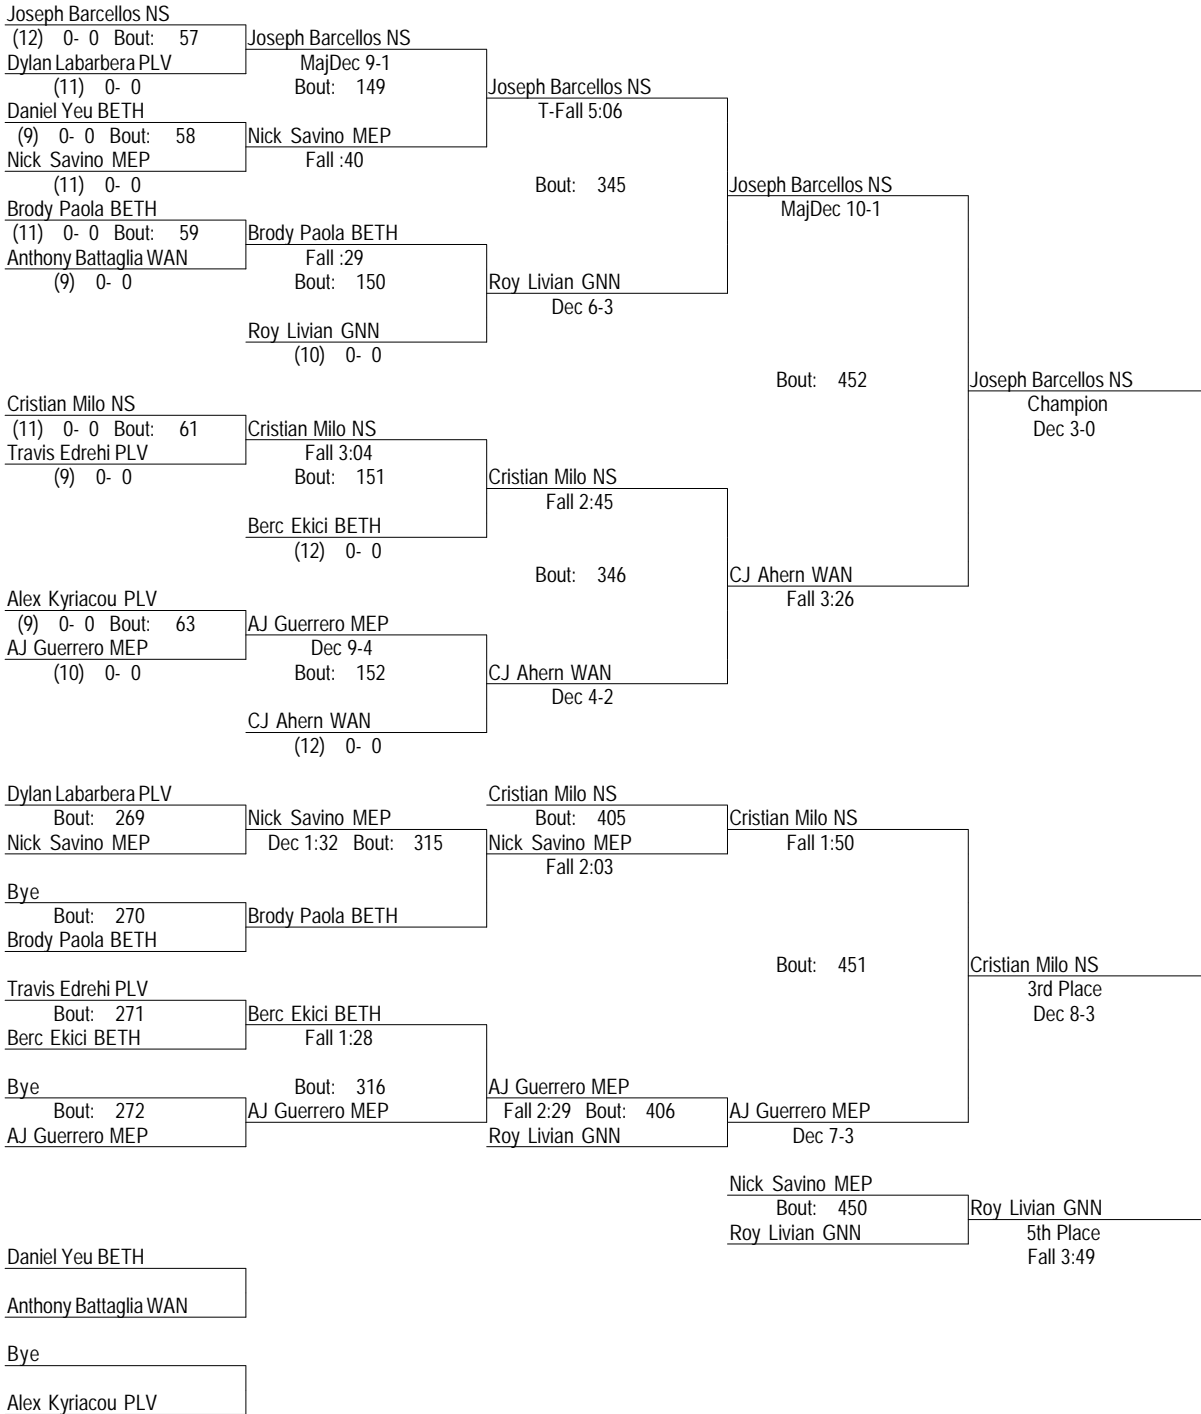 Joseph Barcellos NS
(12) 0- 0 Bout: 57 Joseph Barcellos NS
Dylan Labarbera PLV MajDec 9-1
(11) 0- 0 Bout: 149 Joseph Barcellos NS
Daniel Yeu BETH T-Fall 5:06
(9) 0- 0 Bout: 58 Nick Savino MEP
Nick Savino MEP Fall :40
(11) 0- 0 Bout: 345 Joseph Barcellos NS
Brody Paola BETH MajDec 10-1
(11) 0- 0 Bout: 59 Brody Paola BETH
Anthony Battaglia WAN Fall :29
(9) 0- 0 Bout: 150 Roy Livian GNN
Dec 6-3
Roy Livian GNN
(10) 0- 0
Bout: 452 Joseph Barcellos NS
Cristian Milo NS Champion
(11) 0- 0 Bout: 61 Cristian Milo NS Dec 3-0
Travis Edrehi PLV Fall 3:04
(9) 0- 0 Bout: 151 Cristian Milo NS
Fall 2:45
Berc Ekici BETH
(12) 0- 0
Bout: 346 CJ Ahern WAN
Alex Kyriacou PLV Fall 3:26
(9) 0- 0 Bout: 63 AJ Guerrero MEP
AJ Guerrero MEP Dec 9-4
(10) 0- 0 Bout: 152 CJ Ahern WAN
Dec 4-2
CJ Ahern WAN
(12) 0- 0
Dylan Labarbera PLV Cristian Milo NS
Bout: 269 Nick Savino MEP Bout: 405 Cristian Milo NS
Nick Savino MEP Dec 1:32 Bout: 315 Nick Savino MEP Fall 1:50
Fall 2:03
Bye
Bout: 270 Brody Paola BETH
Brody Paola BETH
Bout: 451 Cristian Milo NS
Travis Edrehi PLV 3rd Place
Bout: 271 Berc Ekici BETH Dec 8-3
Berc Ekici BETH Fall 1:28
Bye Bout: 316 AJ Guerrero MEP
Bout: 272 AJ Guerrero MEP Fall 2:29 Bout: 406 AJ Guerrero MEP
AJ Guerrero MEP Roy Livian GNN Dec 7-3
Nick Savino MEP
Bout: 450 Roy Livian GNN
Roy Livian GNN 5th Place
Daniel Yeu BETH Fall 3:49
Anthony Battaglia WAN
Bye
Alex Kyriacou PLV